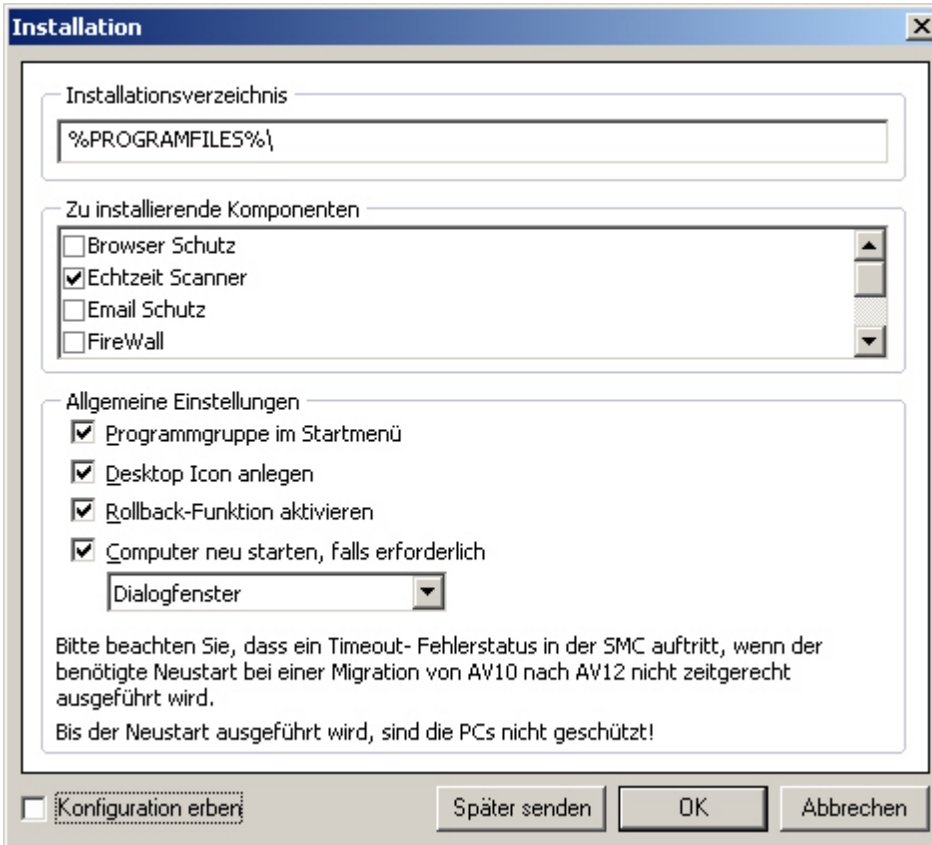 Installation
Installationsverzeichnis
%PROGRAMFILES%\
Zu installierende Komponenten
Browser Schutz
Echtzeit Scanner
Email Schutz
FireWall
Allgemeine Einstellungen
Programmgruppe im Startmenü
Desktop Icon anlegen
Rollback-Funktion aktivieren
Computer neu starten, falls erforderlich
Dialogfenster
Bitte beachten Sie, dass ein Timeout- Fehlerstatus in der SMC auftritt, wenn der
benötigte Neustart bei einer Migration von AV10 nach AV12 nicht zeitgerecht
ausgeführt wird.
Bis der Neustart ausgeführt wird, sind die PCs nicht geschützt!
Konfiguration erben
Später senden
OK
Abbrechen